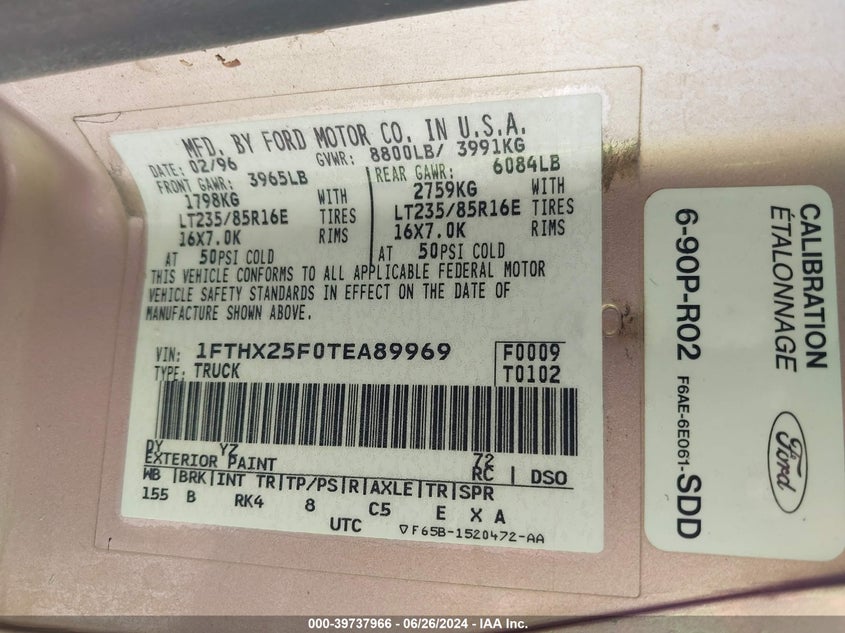 MFD. BY FORD MOTOR CO. IN U.S.A.
DATE: 02/96 GVWR: 8800LB/ 3991KG
FRONT GAWR: 3965LB REAR GAWR: 6084LB
1798KG WITH 2759KG WITH
LT235/85R16E TIRES LT235/85R16E TIRES
16X7.0K RIMS 16X7.0K RIMS
AT 50PSI COLD AT 50PSI COLD
THIS VEHICLE CONFORMS TO ALL APPLICABLE FEDERAL MOTOR
VEHICLE SAFETY STANDARDS IN EFFECT ON THE DATE OF
MANUFACTURE SHOWN ABOVE.
VIN: 1FTHX25F0TEA89969 F0009
TYPE: TRUCK T0102
DY YZ 72
EXTERIOR PAINT RC | DSO
WB |BRK|INT TR|TP/PS|R|AXLE|TR|SPR
155 B RK4 8 C5 E X A
UTC ▽F65B-1520472-AA
CALIBRATION
ÉTALONNAGE
6-90P-R02 F6AE-6E061-SDD
Ford
000-39737966 - 06/26/2024 - IAA Inc.